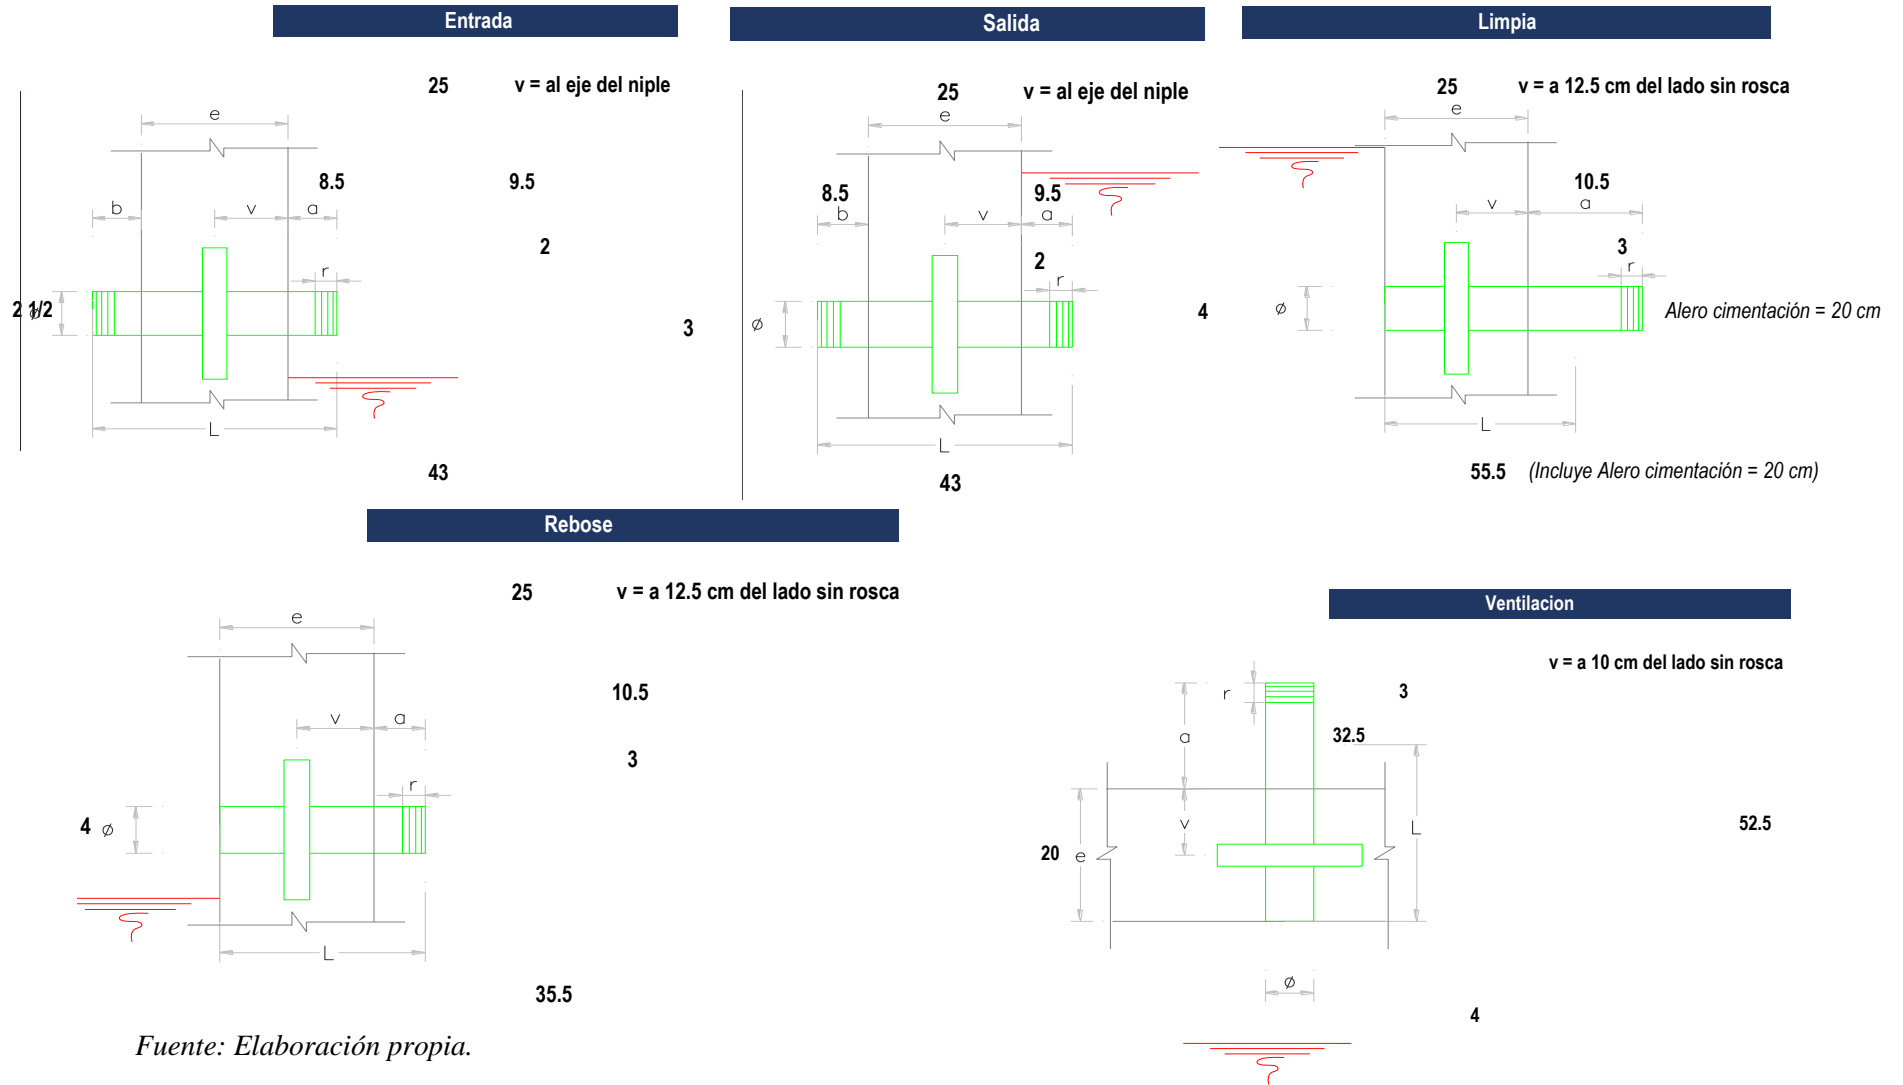 Entrada
25 v = al eje del niple
e
8.5 9.5
b v a
2
r
2 1/2 ø
L
43
Salida
25 v = al eje del niple
e
8.5 9.5
b v a
2
r
3 ø
L
43
Limpia
25 v = a 12.5 cm del lado sin rosca
e
10.5
v a
3
r
4 ø Alero cimentación = 20 cm
L
55.5 (Incluye Alero cimentación = 20 cm)
Rebose
25 v = a 12.5 cm del lado sin rosca
e
10.5
v a
3
r
4 ø
L
35.5
Ventilacion
v = a 10 cm del lado sin rosca
r 3
a 32.5
v L 52.5
20 e
ø
4
Fuente: Elaboración propia.